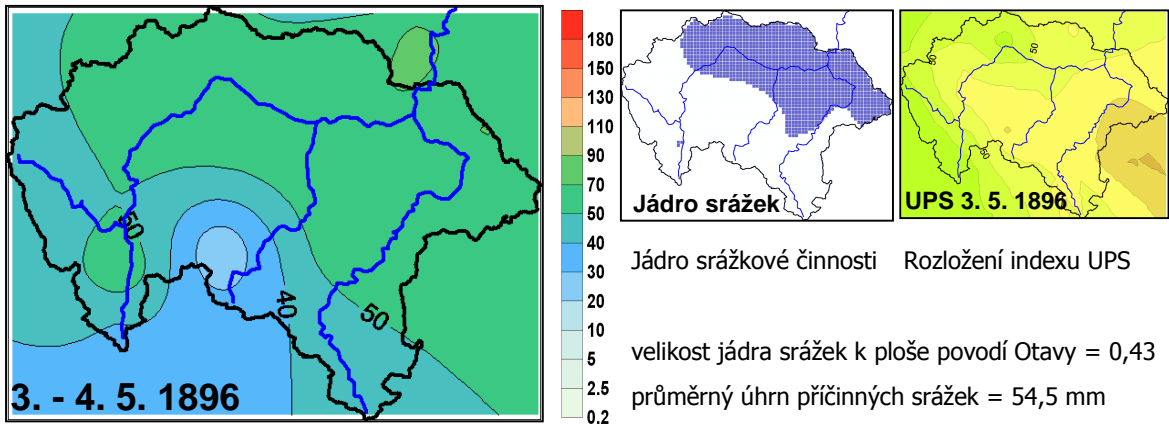 50
40
50
3. - 4. 5. 1896
180
150
130
110
90
70
50
40
30
20
10
5
2.5
0.2
Jádro srážek
50
50
50
UPS 3. 5. 1896
Jádro srážkové činnosti
Rozložení indexu UPS
velikost jádra srážek k ploše povodí Otavy = 0,43
průměrný úhrn příčinných srážek = 54,5 mm